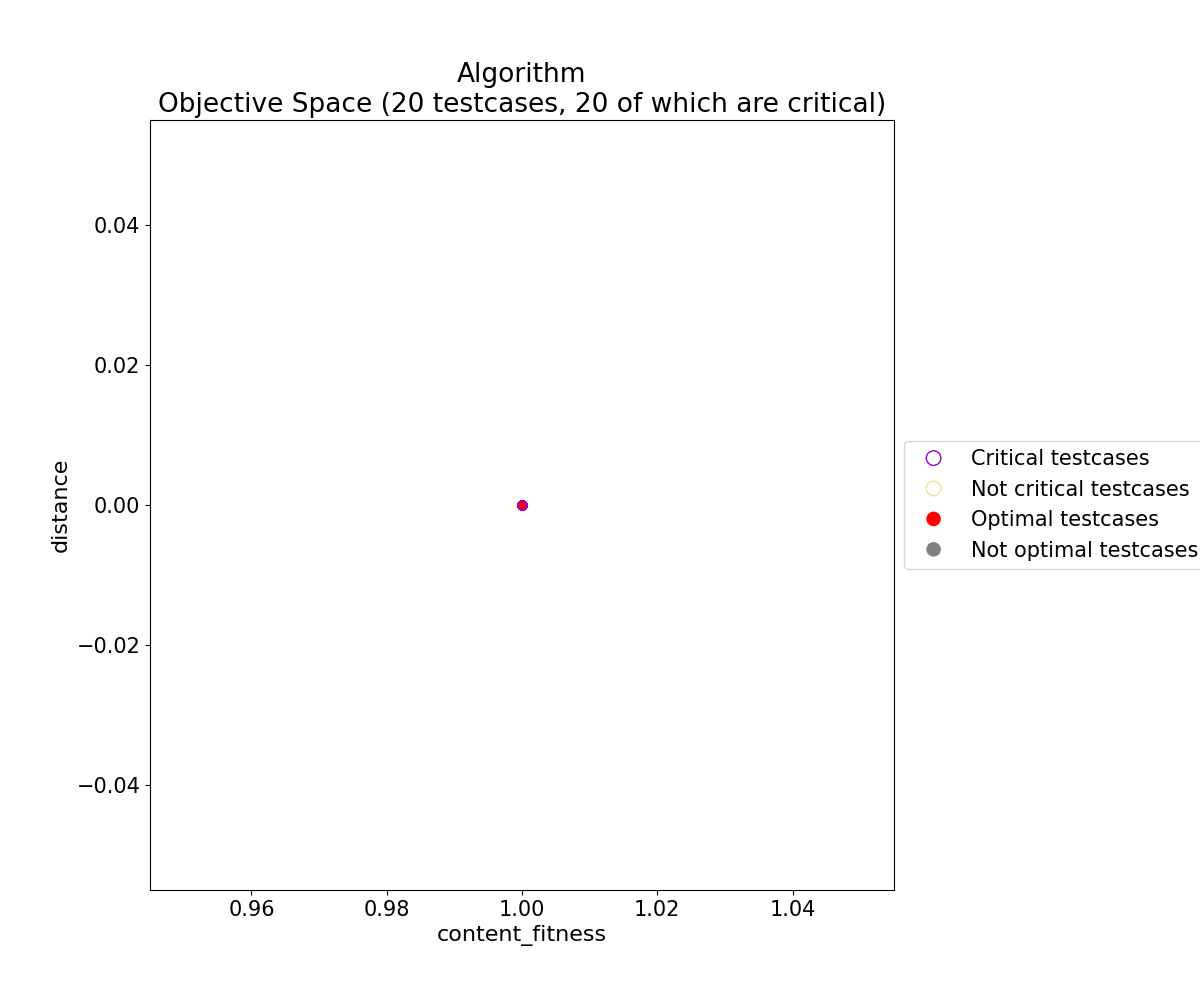 Algorithm
Objective Space (20 testcases, 20 of which are critical)
0.04
0.02
0.00
−0.02
−0.04
distance
0.96
0.98
1.00
1.02
1.04
content_fitness
Critical testcases
Not critical testcases
Optimal testcases
Not optimal testcases